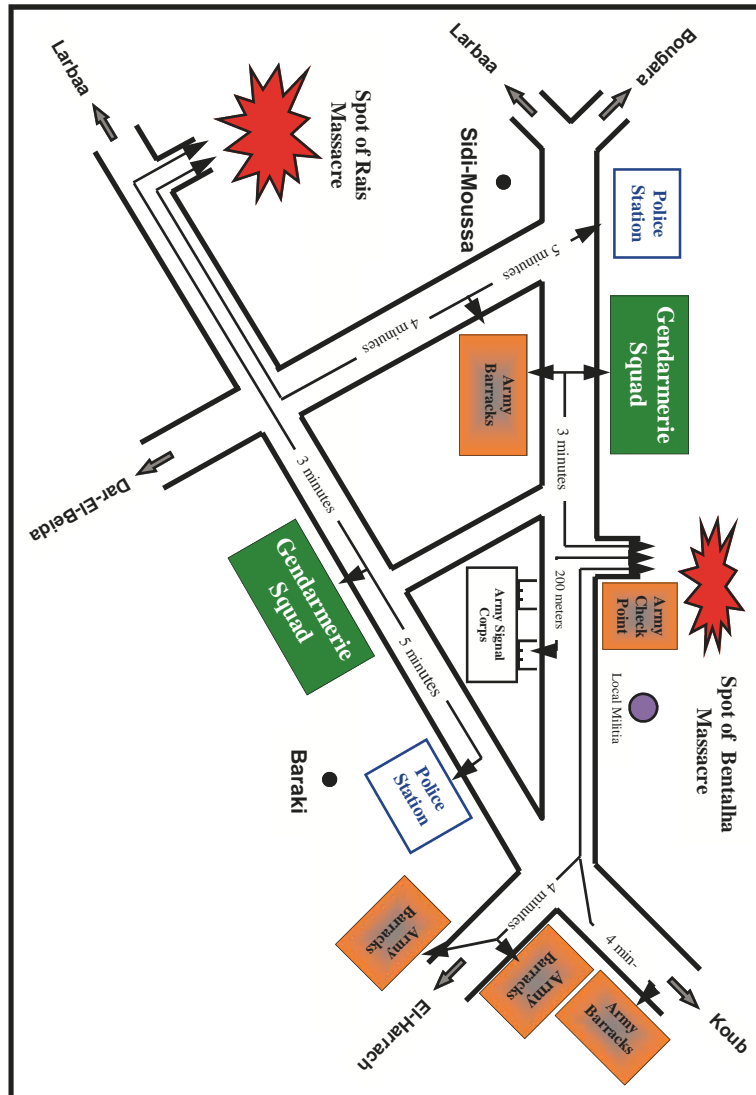 Larbaa
Larbaa
Bougara
Spot of Rais
Massacre
Sidi-Moussa
Police
Station
5 minutes
4 minutes
Army
Barracks
Gendarmerie
Squad
3 minutes
Dar-El-Beida
3 minutes
Gendarmerie
Squad
200 meters
Army Signal
Corps
Army
Check
Point
Local Militia
Spot of Bentalha
Massacre
5 minutes
Baraki
Police
Station
4 minutes
4 min-
Army
Barracks
Army
Barracks
Army
Barracks
El-Harrach
Koub